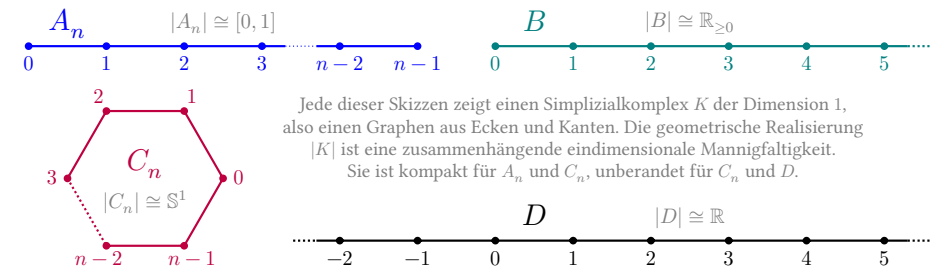 A_n |A_n| ≅ [0, 1]
0 1 2 3 n − 2 n − 1
B |B| ≅ ℝ_≥0
0 1 2 3 4 5
2 1
3 C_n 0
|C_n| ≅ 𝕊¹
n − 2 n − 1
Jede dieser Skizzen zeigt einen Simplizialkomplex K der Dimension 1,
also einen Graphen aus Ecken und Kanten. Die geometrische Realisierung
|K| ist eine zusammenhängende eindimensionale Mannigfaltigkeit.
Sie ist kompakt für A_n und C_n, unberandet für C_n und D.
D |D| ≅ ℝ
−2 −1 0 1 2 3 4 5